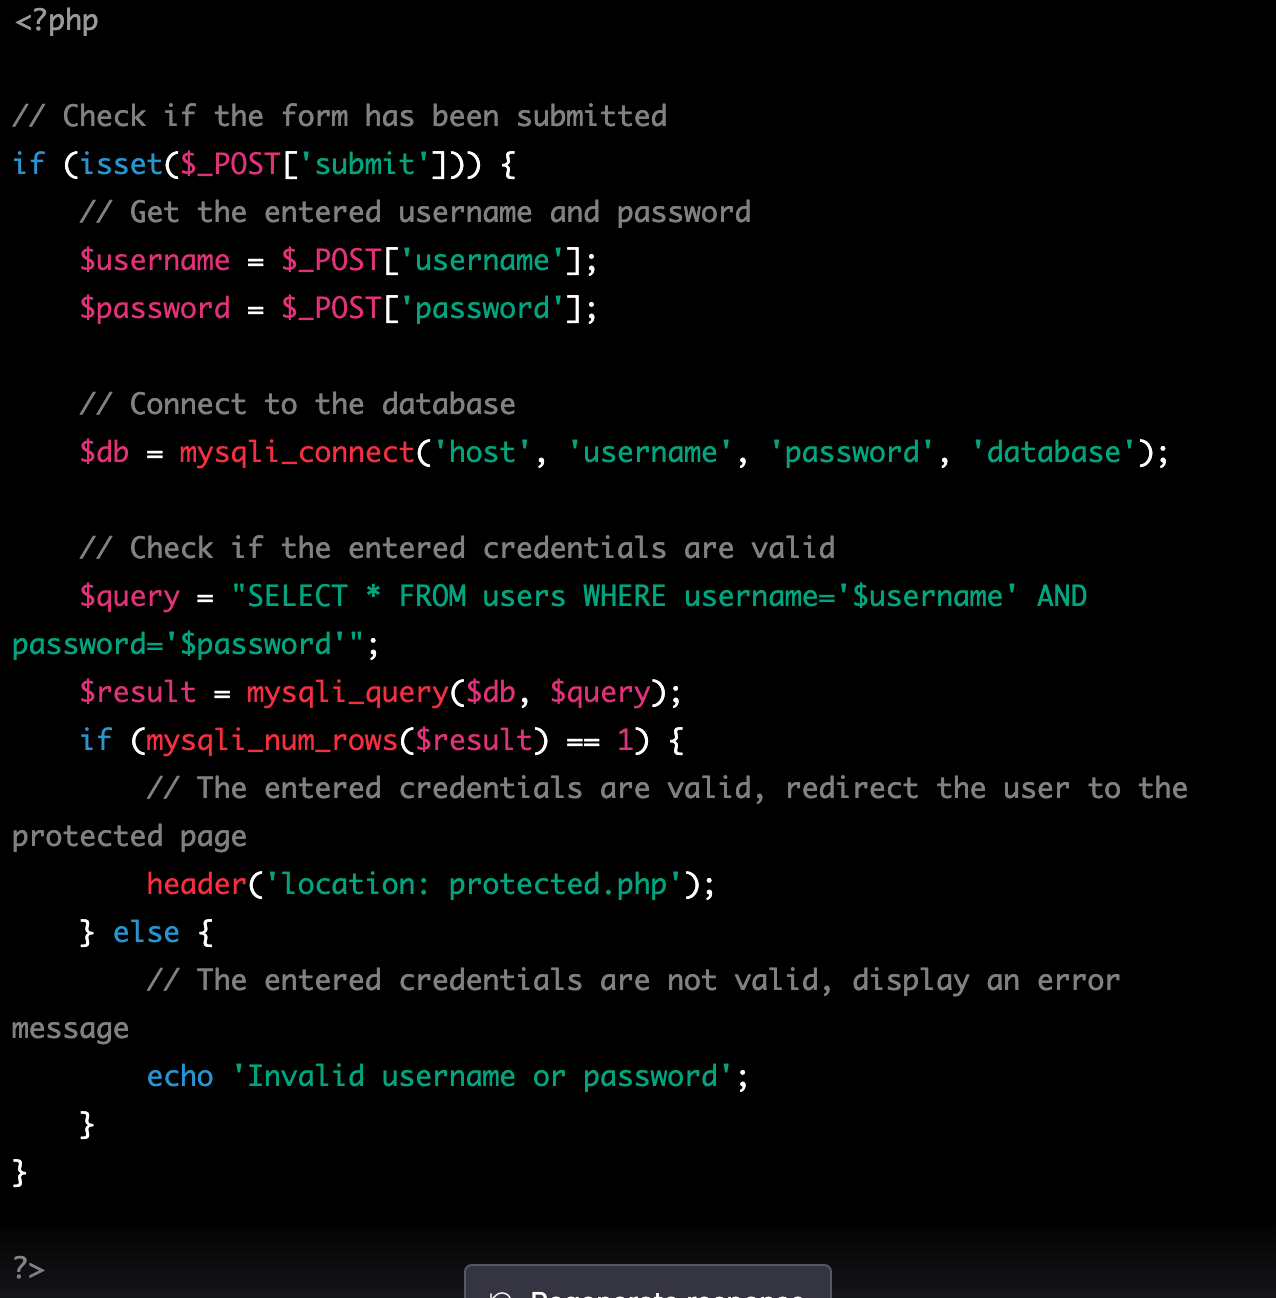 <?php
// Check if the form has been submitted
if (isset($_POST['submit'])) {
    // Get the entered username and password
    $username = $_POST['username'];
    $password = $_POST['password'];
    // Connect to the database
    $db = mysqli_connect('host', 'username', 'password', 'database');
    // Check if the entered credentials are valid
    $query = "SELECT * FROM users WHERE username='$username' AND
password='$password'";
    $result = mysqli_query($db, $query);
    if (mysqli_num_rows($result) == 1) {
        // The entered credentials are valid, redirect the user to the
protected page
        header('location: protected.php');
    } else {
        // The entered credentials are not valid, display an error
message
        echo 'Invalid username or password';
    }
}
?>
Regenerate response